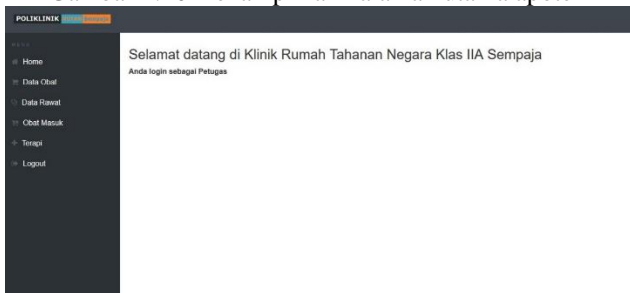 POLIKLINIK
Home
Data Obat
Data Rawat
Obat Masuk
Terapi
Logout
Selamat datang di Klinik Rumah Tahanan Negara Klas IIA Sempaja
Anda login sebagai Petugas